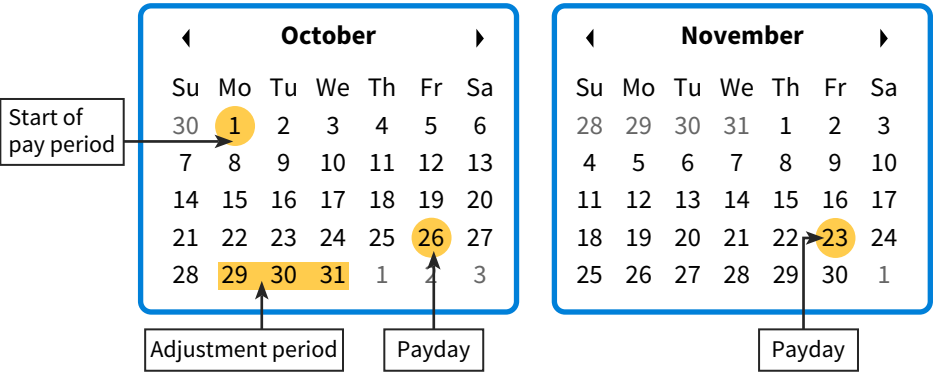 October
Su Mo Tu We Th Fr Sa
30 1 2 3 4 5 6
7 8 9 10 11 12 13
14 15 16 17 18 19 20
21 22 23 24 25 26 27
28 29 30 31 1 2 3
November
Su Mo Tu We Th Fr Sa
28 29 30 31 1 2 3
4 5 6 7 8 9 10
11 12 13 14 15 16 17
18 19 20 21 22 23 24
25 26 27 28 29 30 1
Start of
pay period
Adjustment period
Payday
Payday